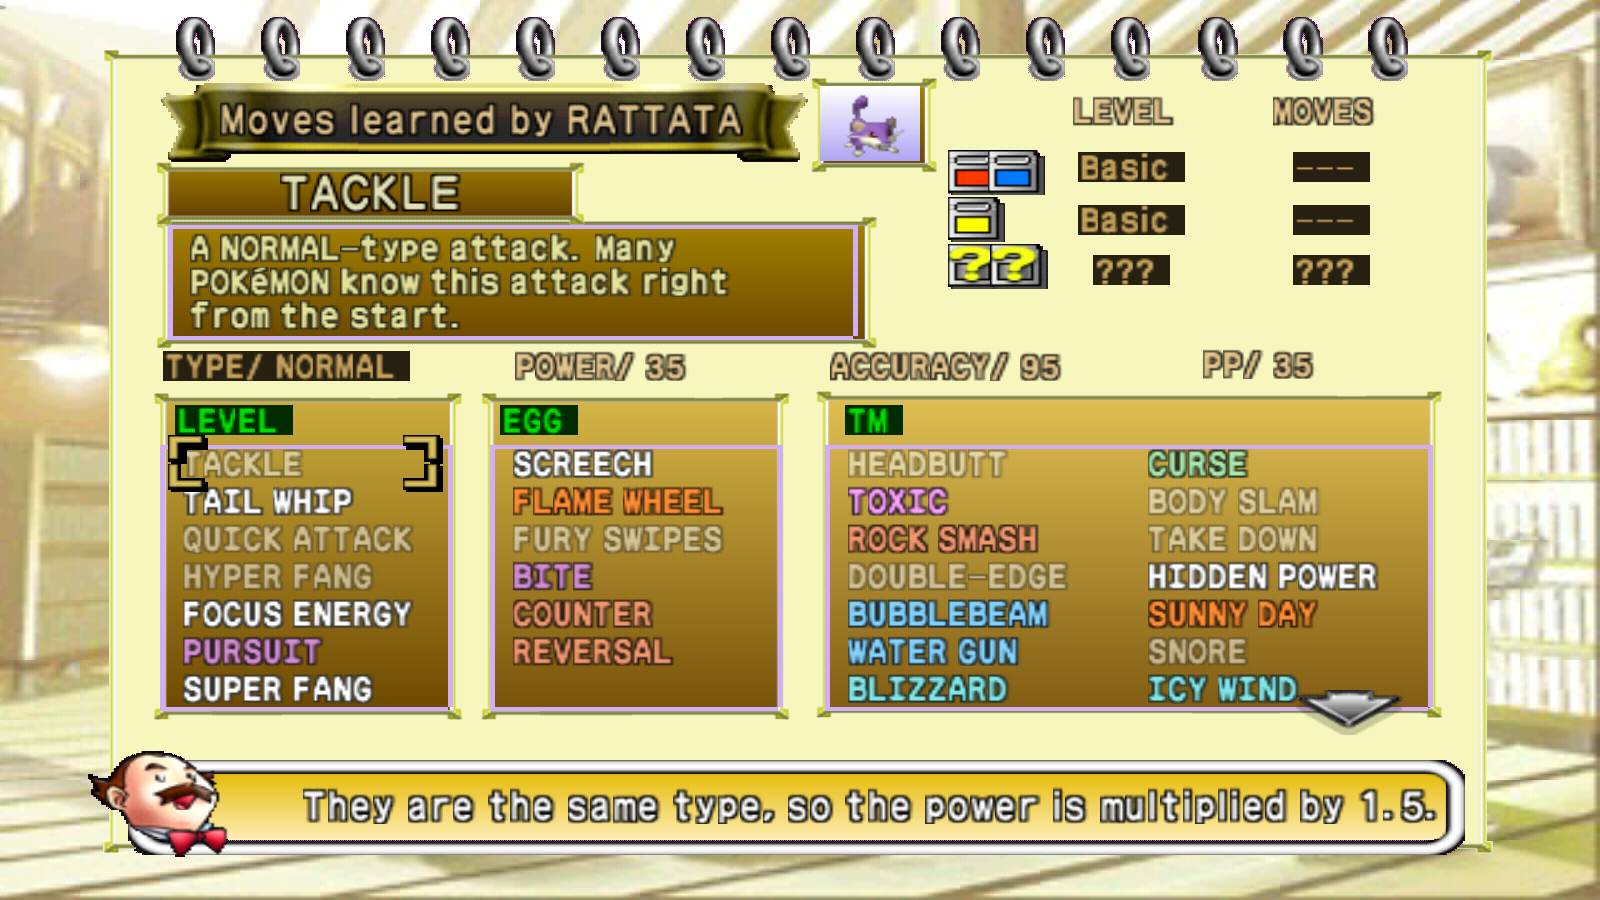 Moves learned by RATTATA
LEVEL MOVES
Basic ---
Basic ---
?? ??? ???
TACKLE
A NORMAL-type attack. Many
POKéMON know this attack right
from the start.
TYPE/ NORMAL POWER/ 35 ACCURACY/ 95 PP/ 35
LEVEL
TACKLE
TAIL WHIP
QUICK ATTACK
HYPER FANG
FOCUS ENERGY
PURSUIT
SUPER FANG
EGG
SCREECH
FLAME WHEEL
FURY SWIPES
BITE
COUNTER
REVERSAL
TM
HEADBUTT CURSE
TOXIC BODY SLAM
ROCK SMASH TAKE DOWN
DOUBLE-EDGE HIDDEN POWER
BUBBLEBEAM SUNNY DAY
WATER GUN SNORE
BLIZZARD ICY WIND
They are the same type, so the power is multiplied by 1.5.